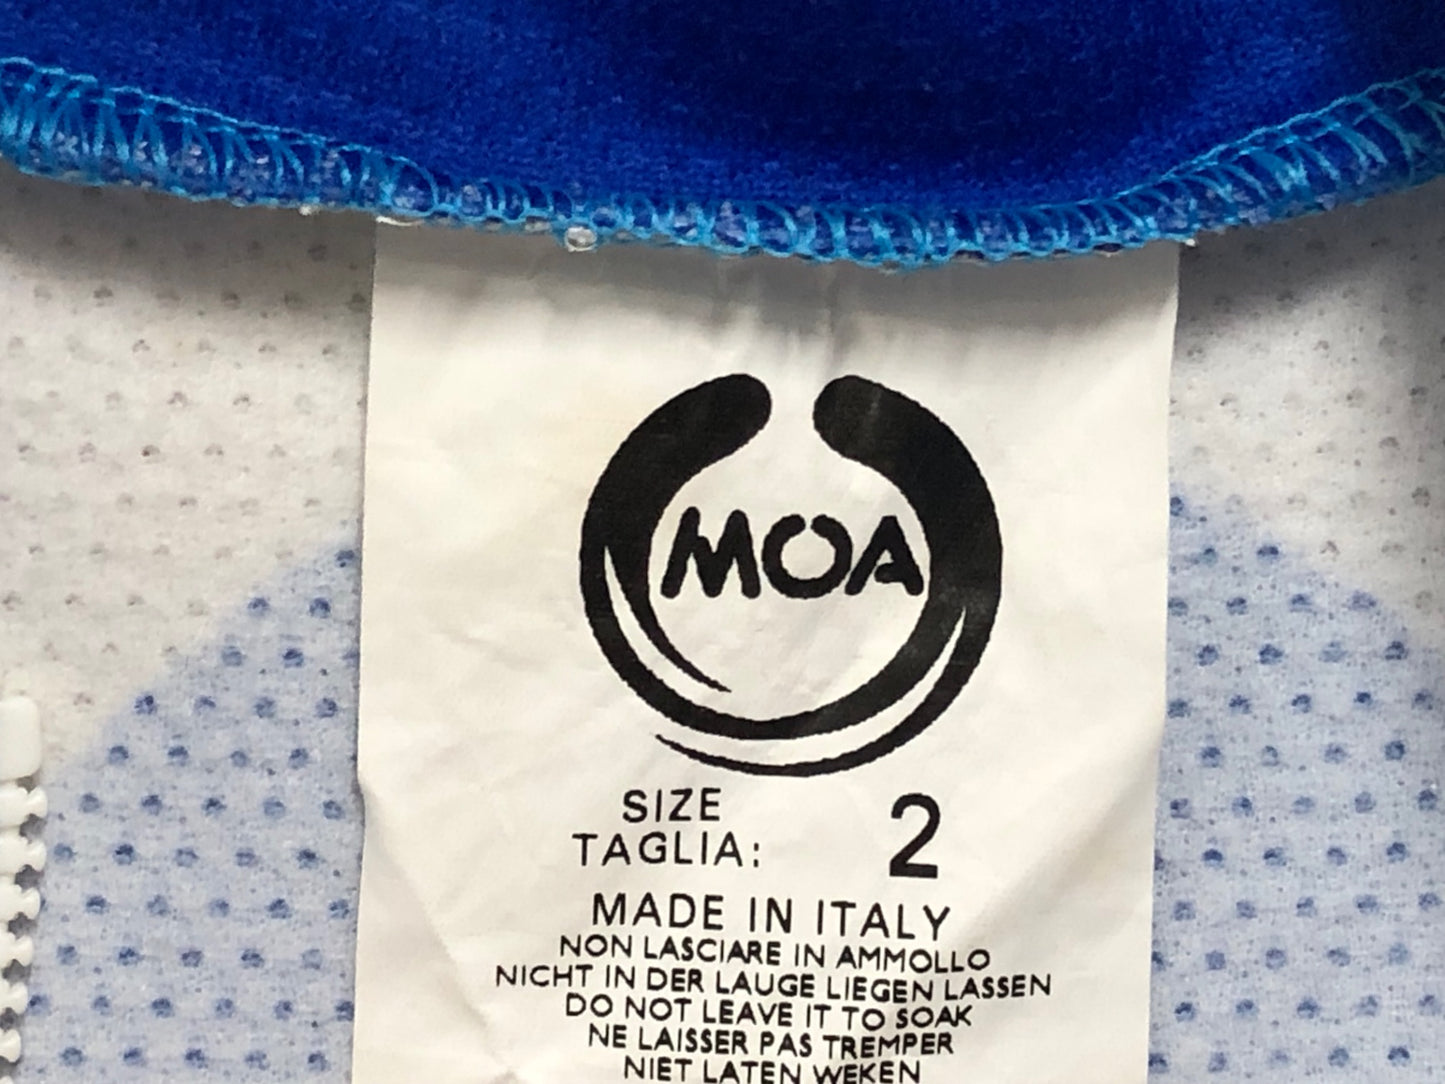 MOA
SIZE
TAGLIA: 2
MADE IN ITALY
NON LASCIARE IN AMMOLLO
NICHT IN DER LAUGE LIEGEN LASSEN
DO NOT LEAVE IT TO SOAK
NE LAISSER PAS TREMPER
NIET LATEN WEKEN